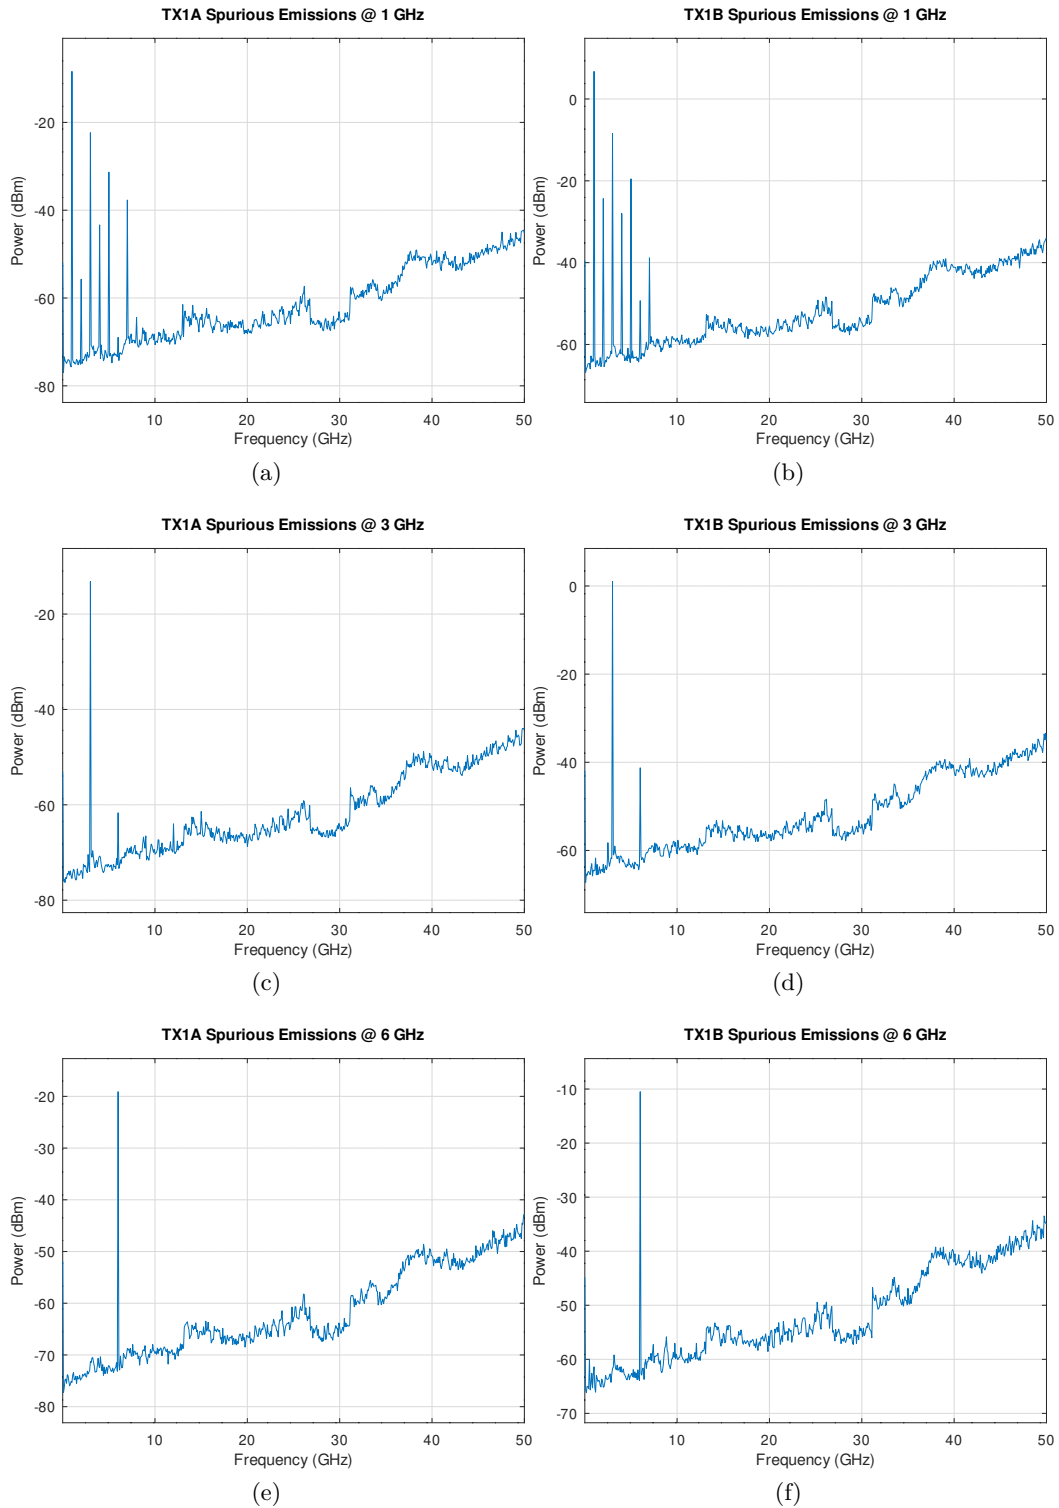 TX1A Spurious Emissions @ 1 GHz
Power (dBm)
-20
-40
-60
-80
10 20 30 40 50
Frequency (GHz)
(a)
TX1B Spurious Emissions @ 1 GHz
Power (dBm)
0
-20
-40
-60
10 20 30 40 50
Frequency (GHz)
(b)
TX1A Spurious Emissions @ 3 GHz
Power (dBm)
-20
-40
-60
-80
10 20 30 40 50
Frequency (GHz)
(c)
TX1B Spurious Emissions @ 3 GHz
Power (dBm)
0
-20
-40
-60
10 20 30 40 50
Frequency (GHz)
(d)
TX1A Spurious Emissions @ 6 GHz
Power (dBm)
-20
-30
-40
-50
-60
-70
-80
10 20 30 40 50
Frequency (GHz)
(e)
TX1B Spurious Emissions @ 6 GHz
Power (dBm)
-10
-20
-30
-40
-50
-60
-70
10 20 30 40 50
Frequency (GHz)
(f)